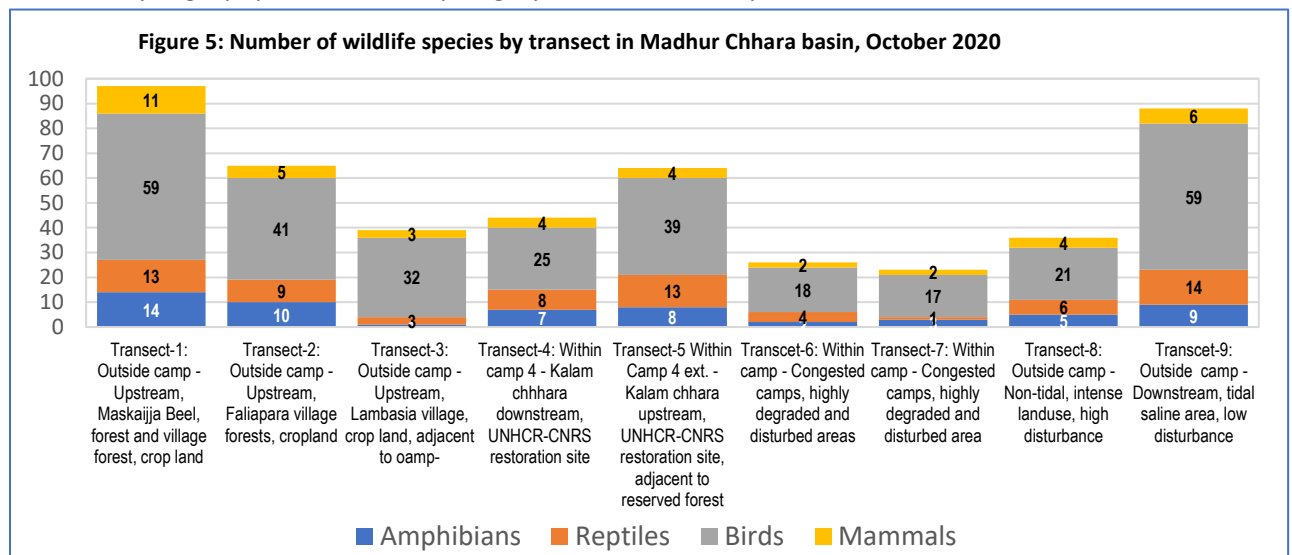 Figure 5: Number of wildlife species by transect in Madhur Chhara basin, October 2020
100
90
80
70
60
50
40
30
20
10
0
11
59
13
14
5
41
9
10
3
32
3
4
25
8
7
4
39
13
8
2
18
4
2
17
1
4
21
6
5
6
59
14
9
Transect-1:
Outside camp -
Upstream,
Maskaijja Beel,
forest and village
forest, crop land
Transect-2:
Outside camp -
Upstream,
Faliapara village
forests, cropland
Transect-3:
Outside camp -
Upstream,
Lambasia village,
crop land, adjacent
to oamp-
Transect-4: Within
camp 4 - Kalam
chhhara
downstream,
UNHCR-CNRS
restoration site
Transect-5 Within
Camp 4 ext. -
Kalam chhara
upstream,
UNHCR-CNRS
restoration site,
adjacent to
reserved forest
Transcet-6: Within
camp - Congested
camps, highly
degraded and
disturbed areas
Transect-7: Within
camp - Congested
camps, highly
degraded and
disturbed area
Transect-8:
Outside camp -
Non-tidal, intense
landuse, high
disturbance
Transcet-9:
Outside camp -
Downstream, tidal
saline area, low
disturbance
Amphibians Reptiles Birds Mammals